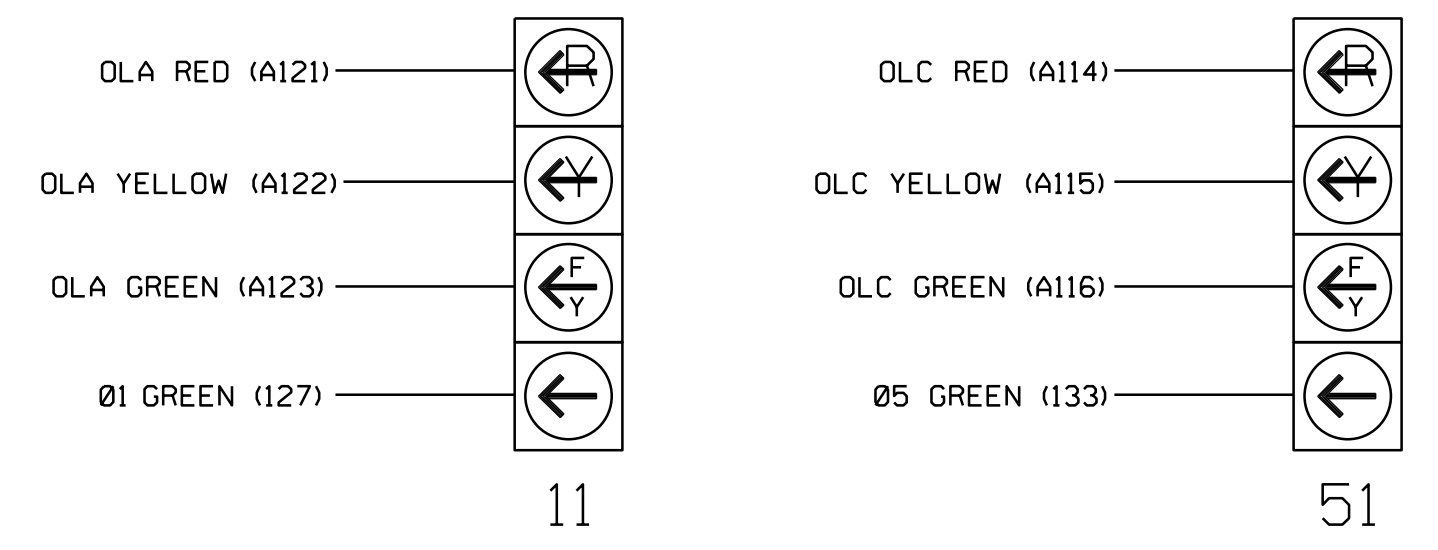 OLA RED (A121)
R
OLA YELLOW (A122)
Y
OLA GREEN (A123)
F
Y
Ø1 GREEN (127)
11
OLC RED (A114)
R
OLC YELLOW (A115)
Y
OLC GREEN (A116)
F
Y
Ø5 GREEN (133)
51